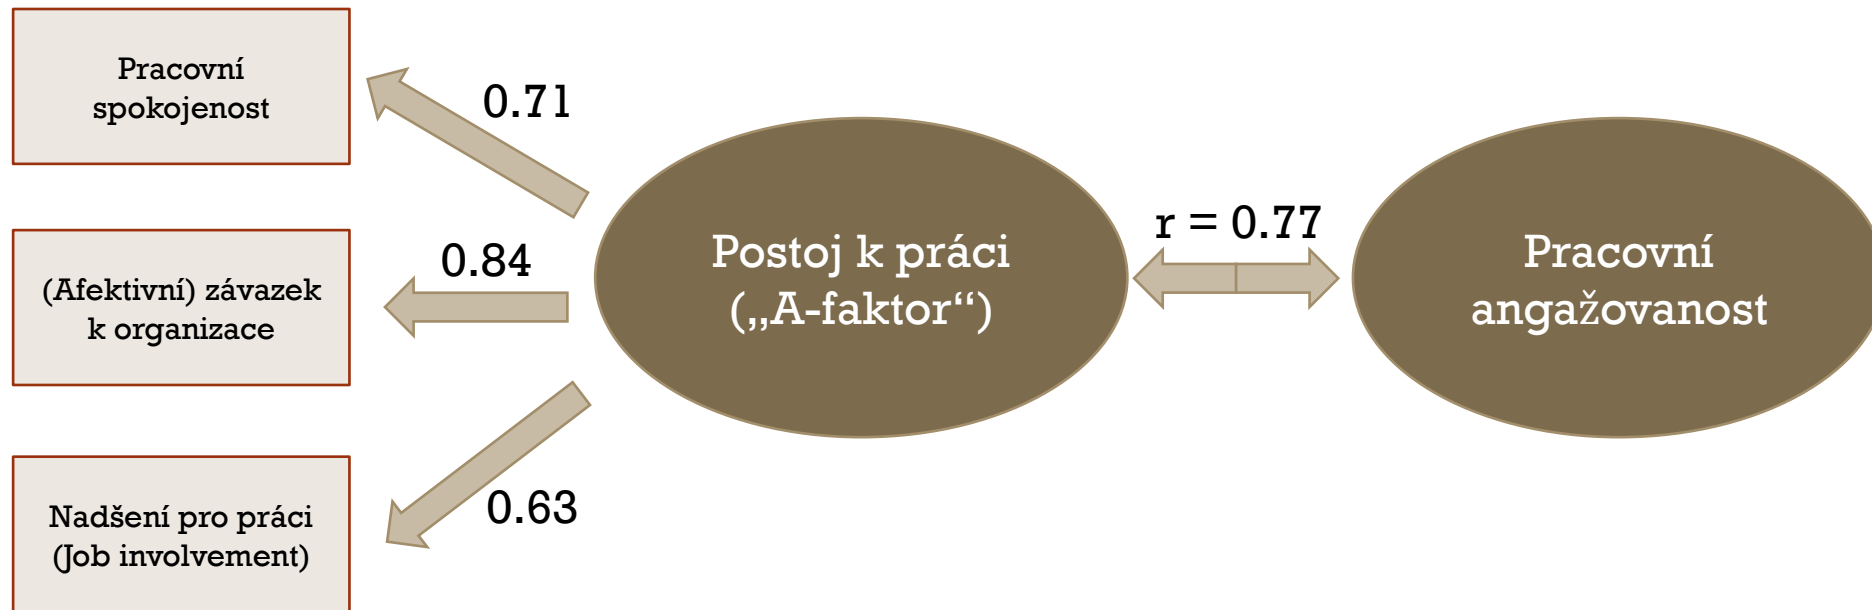 Pracovní
spokojenost
0.71
(Afektivní) závazek
k organizace
0.84
Nadšení pro práci
(Job involvement)
0.63
Postoj k práci
(„A-faktor“)
r = 0.77
Pracovní
angažovanost